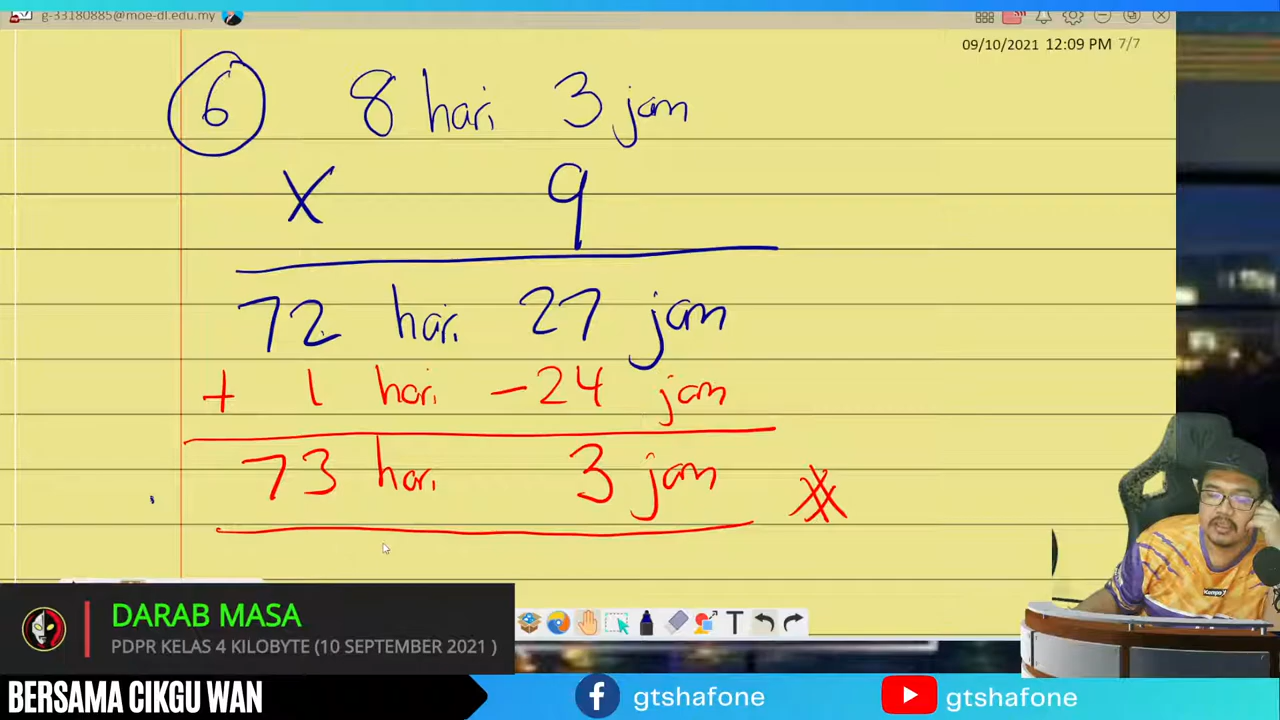 g-33180885@moe-dl.edu.my
09/10/2021 12:09 PM 7/7
6 8 hari 3 jam
X 9
72 hari 27 jam
+ 1 hari -24 jam
73 hari 3 jam
DARAB MASA
PDPR KELAS 4 KILOBYTE (10 SEPTEMBER 2021 )
BERSAMA CIKGU WAN
gtshafone
gtshafone